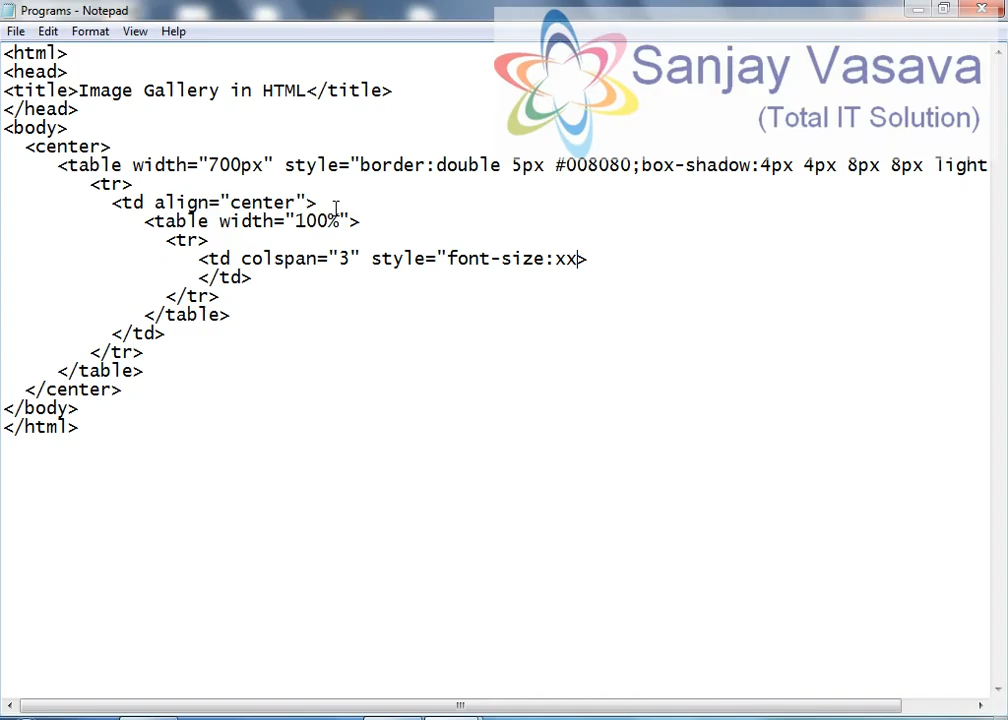 Programs - Notepad
File Edit Format View Help
Sanjay Vasava
(Total IT Solution)
<html>
<head>
<title>Image Gallery in HTML</title>
</head>
<body>
<center>
<table width="700px" style="border:double 5px #008080;box-shadow:4px 4px 8px 8px light
<tr>
<td align="center">
<table width="100%">
<tr>
<td colspan="3" style="font-size:xx>
</td>
</tr>
</table>
</td>
</tr>
</table>
</center>
</body>
</html>